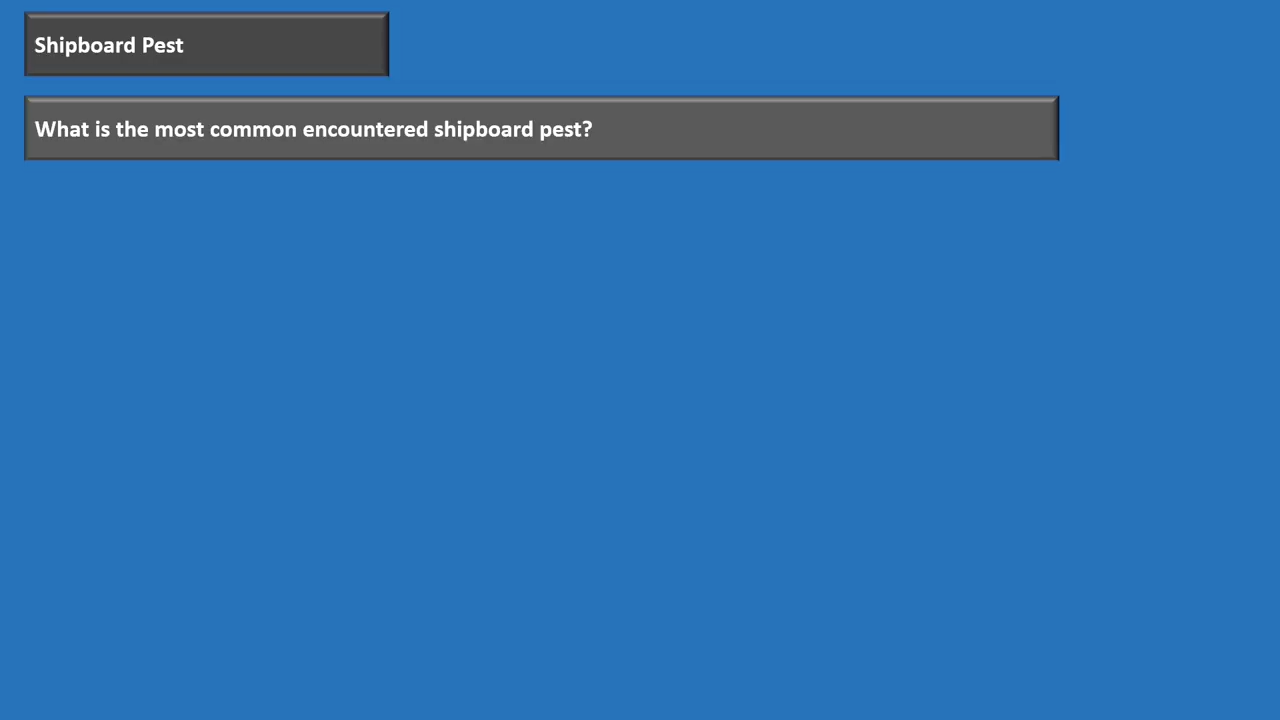 Shipboard Pest
What is the most common encountered shipboard pest?